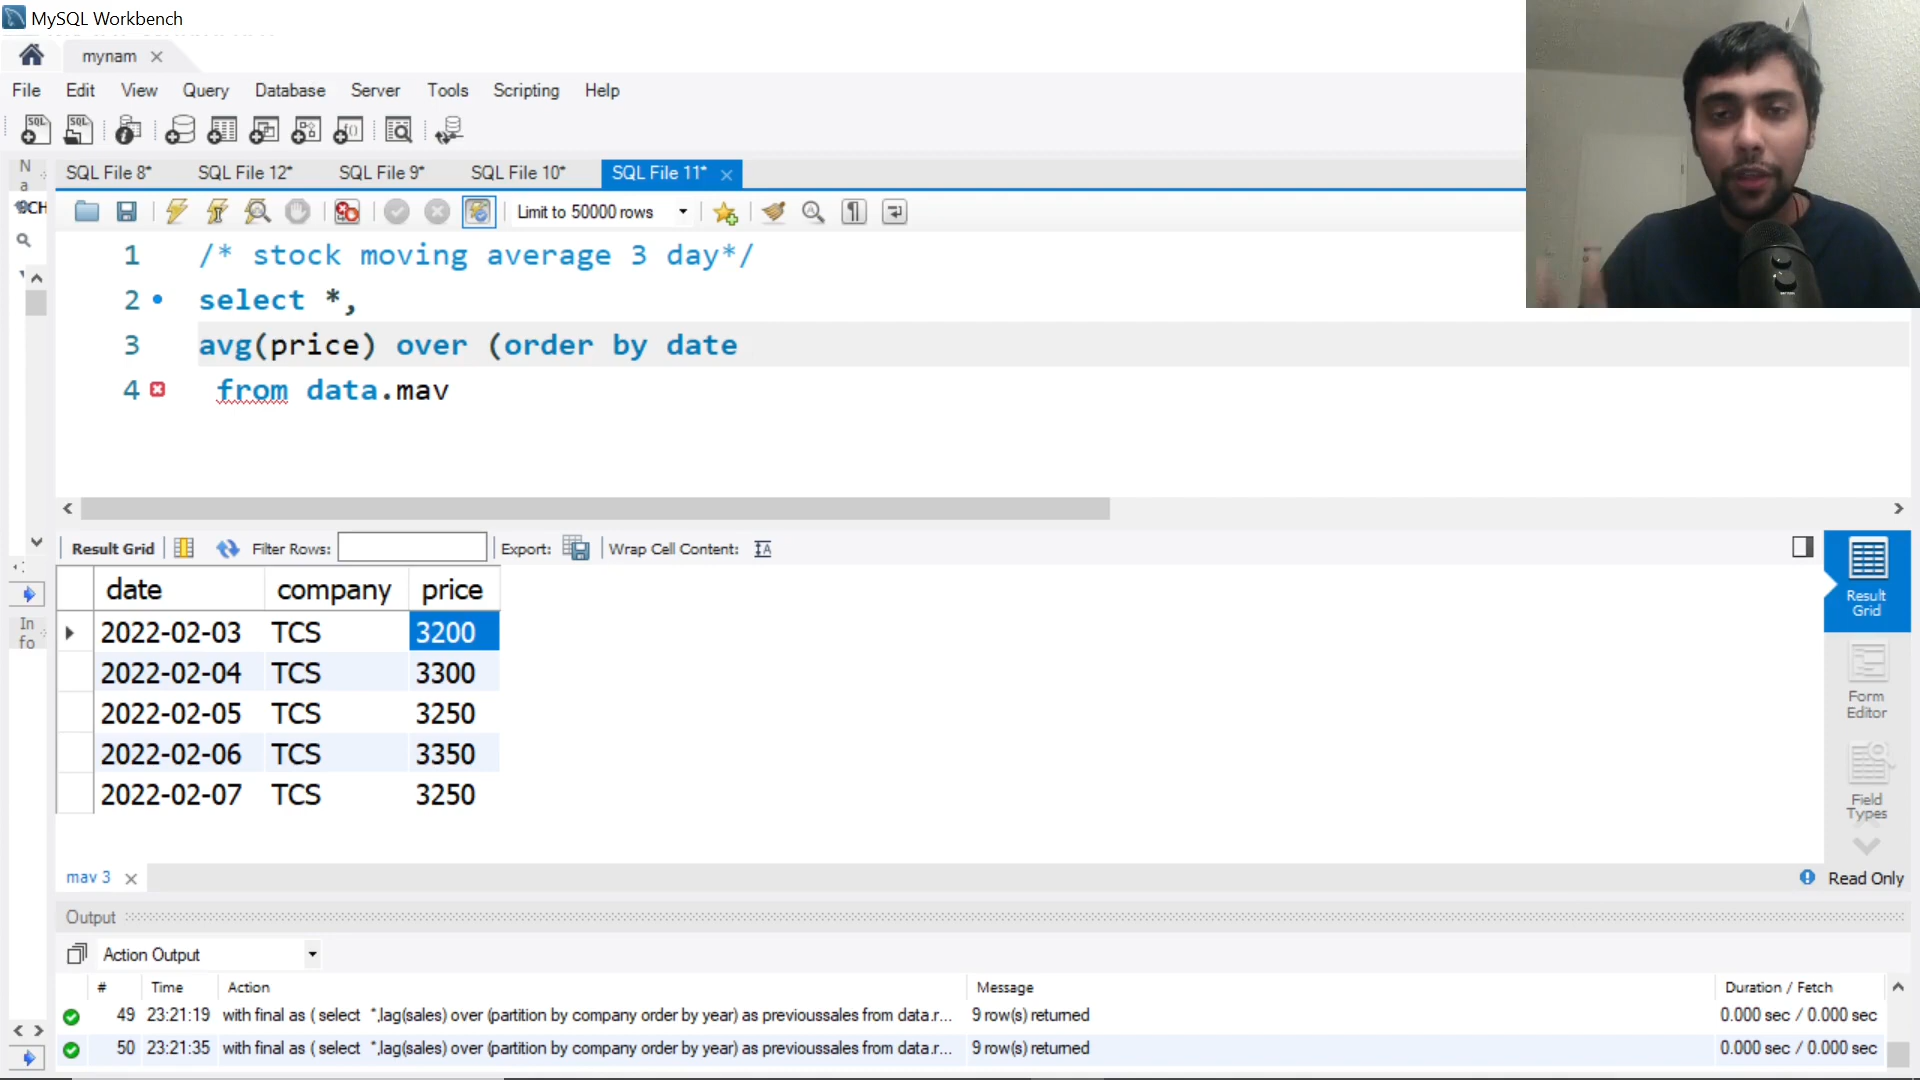 MySQL Workbench
mynam
File Edit View Query Database Server Tools Scripting Help
SQL File 8* SQL File 12* SQL File 9* SQL File 10* SQL File 11*
Na
SCH
Limit to 50000 rows
1 /* stock moving average 3 day*/
2 select *,
3 avg(price) over (order by date
4 from data.mav
Result Grid Filter Rows: Export: Wrap Cell Content:
date company price
2022-02-03 TCS 3200
2022-02-04 TCS 3300
2022-02-05 TCS 3250
2022-02-06 TCS 3350
2022-02-07 TCS 3250
Info
Result
Grid
Form
Editor
Field
Types
mav 3
Read Only
Output
Action Output
# Time Action Message Duration / Fetch
49 23:21:19 with final as ( select *,lag(sales) over (partition by company order by year) as previoussales from data.r... 9 row(s) returned 0.000 sec / 0.000 sec
50 23:21:35 with final as ( select *,lag(sales) over (partition by company order by year) as previoussales from data.r... 9 row(s) returned 0.000 sec / 0.000 sec